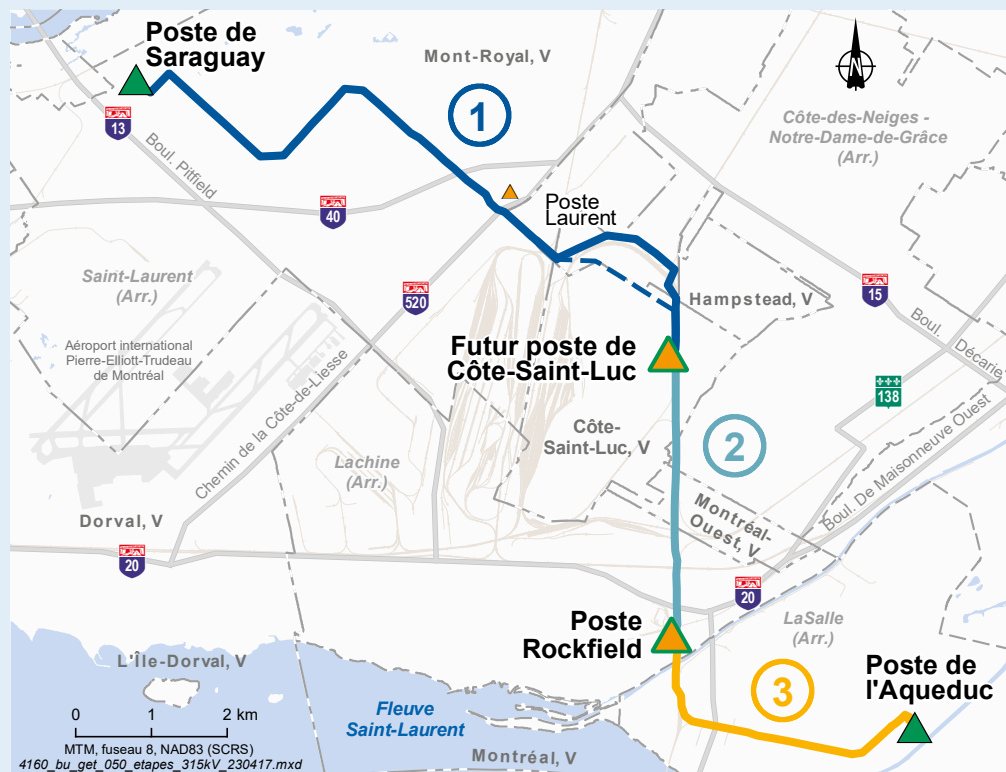 Poste de
Saraguay
Mont-Royal, V
1
N
Côte-des-Neiges -
Notre-Dame-de-Grâce
(Arr.)
13
Boul. Pitfield
40
Poste
Laurent
Saint-Laurent
(Arr.)
520
Hampstead, V
15
Boul. Décarie
Aéroport international
Pierre-Elliott-Trudeau
de Montréal
Futur poste de
Côte-Saint-Luc
138
Chemin de la Côte-de-Liesse
Côte-
Saint-Luc, V
2
Lachine
(Arr.)
Boul. De Maisonneuve Ouest
Montréal-
Ouest, V
Dorval, V
20
20
Poste
Rockfield
LaSalle
(Arr.)
L'Île-Dorval, V
Poste de
l'Aqueduc
3
0 1 2 km
Fleuve
Saint-Laurent
MTM, fuseau 8, NAD83 (SCRS)
4160_bu_get_050_etapes_315kV_230417.mxd
Montréal, V